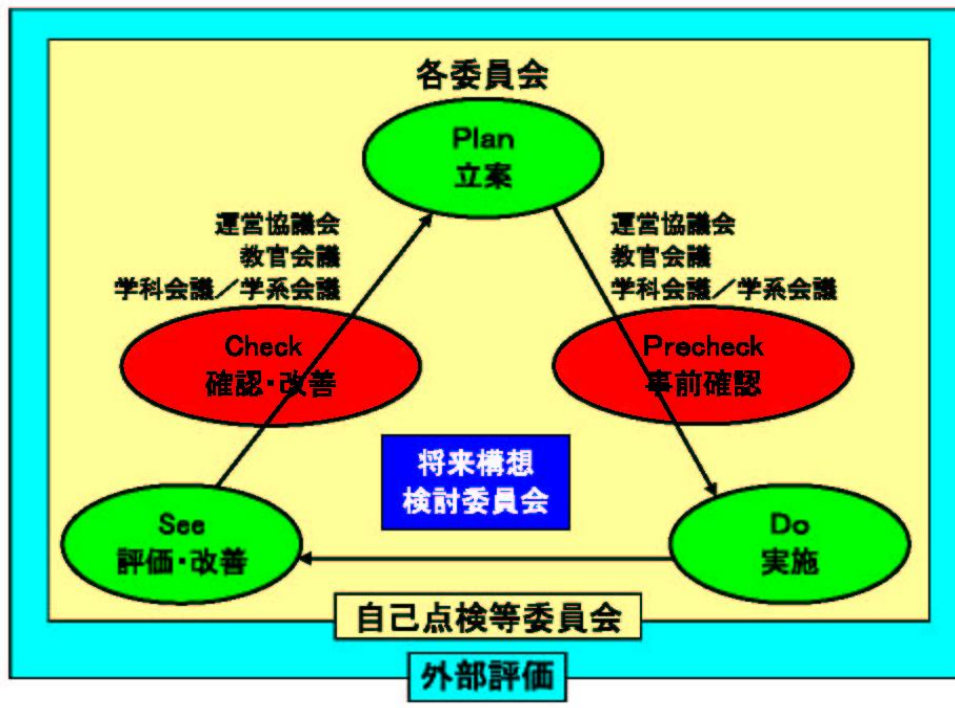 各委員会
Plan
立案
運営協議会
教官会議
学科会議／学系会議
運営協議会
教官会議
学科会議／学系会議
Check
確認・改善
Precheck
事前確認
将来構想
検討委員会
See
評価・改善
Do
実施
自己点検等委員会
外部評価